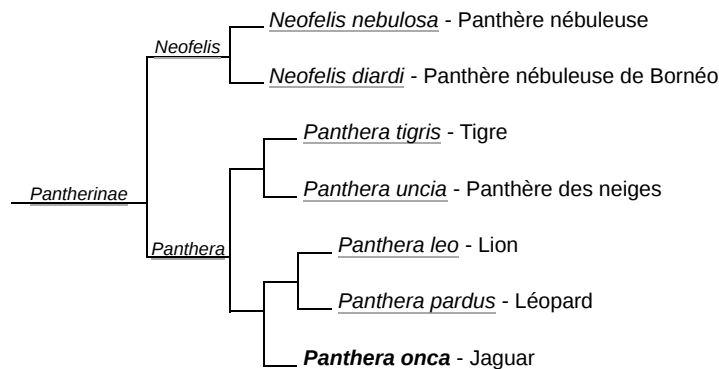 Neofelis nebulosa - Panthère nébuleuse
Neofelis
Neofelis diardi - Panthère nébuleuse de Bornéo
Panthera tigris - Tigre
Panthera uncia - Panthère des neiges
Pantherinae
Panthera
Panthera leo - Lion
Panthera pardus - Léopard
Panthera onca - Jaguar